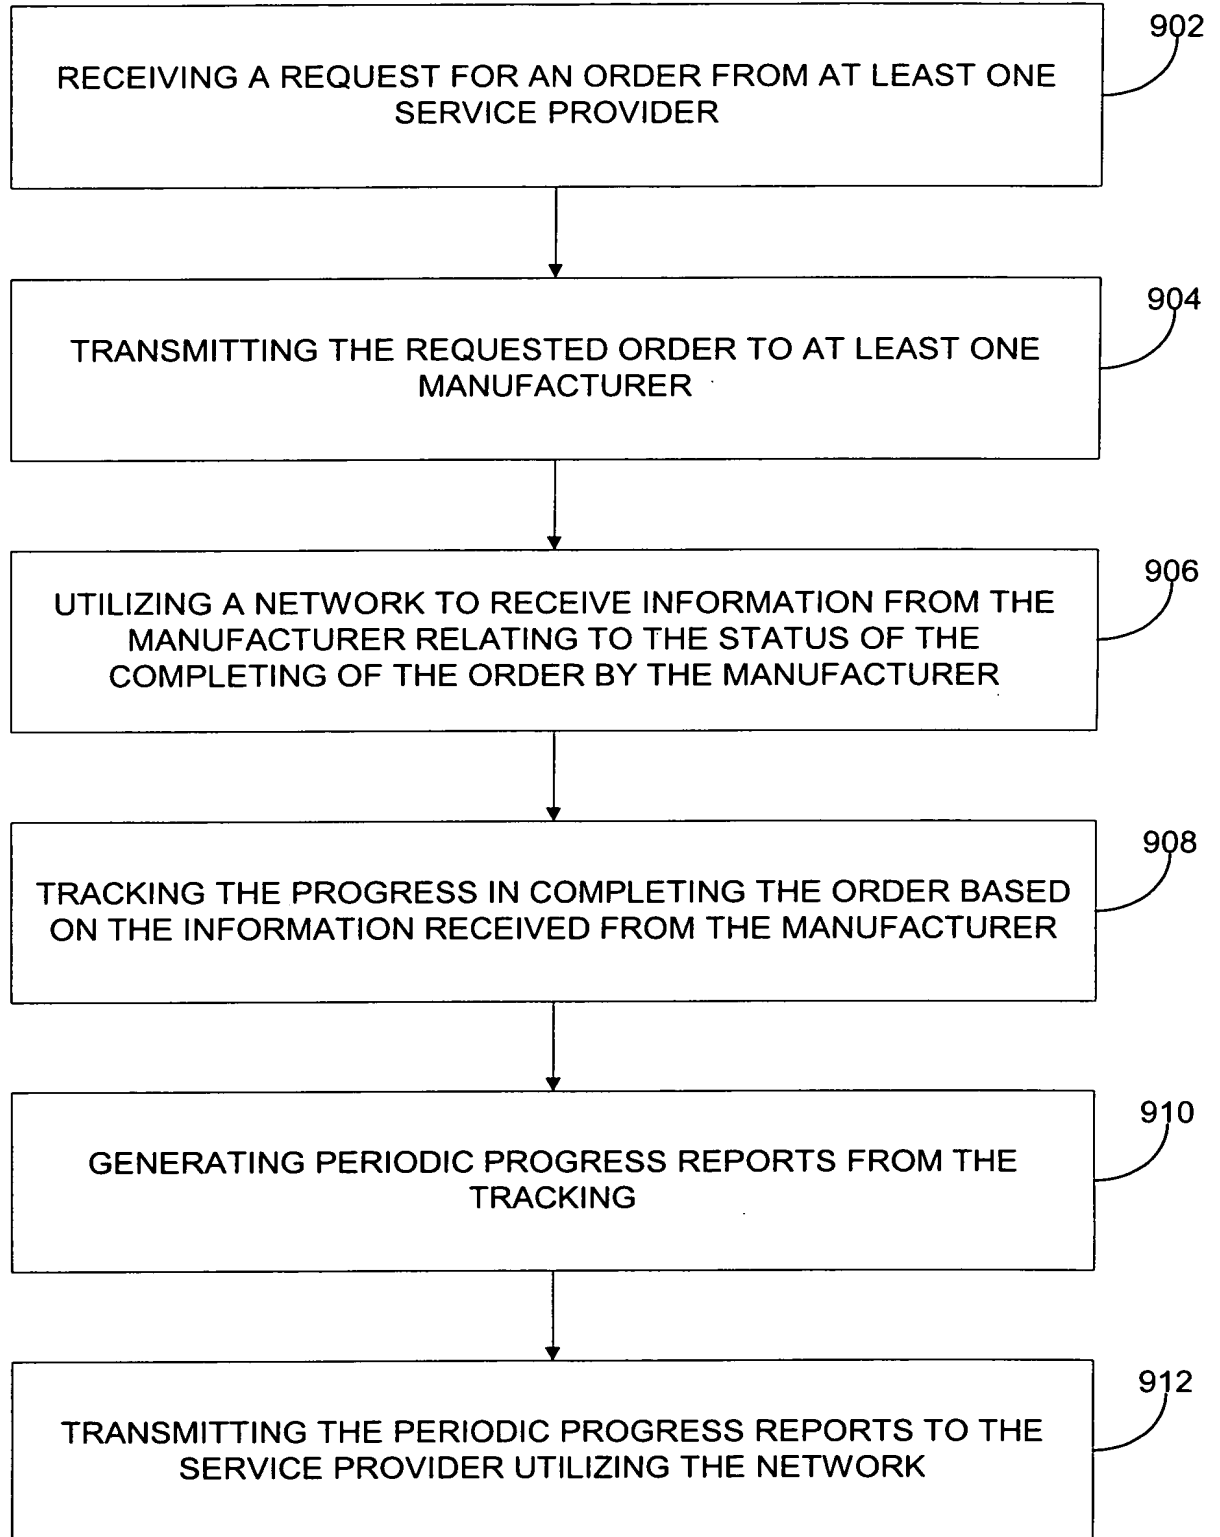 902
RECEIVING A REQUEST FOR AN ORDER FROM AT LEAST ONE
SERVICE PROVIDER
904
TRANSMITTING THE REQUESTED ORDER TO AT LEAST ONE
MANUFACTURER
906
UTILIZING A NETWORK TO RECEIVE INFORMATION FROM THE
MANUFACTURER RELATING TO THE STATUS OF THE
COMPLETING OF THE ORDER BY THE MANUFACTURER
908
TRACKING THE PROGRESS IN COMPLETING THE ORDER BASED
ON THE INFORMATION RECEIVED FROM THE MANUFACTURER
910
GENERATING PERIODIC PROGRESS REPORTS FROM THE
TRACKING
912
TRANSMITTING THE PERIODIC PROGRESS REPORTS TO THE
SERVICE PROVIDER UTILIZING THE NETWORK